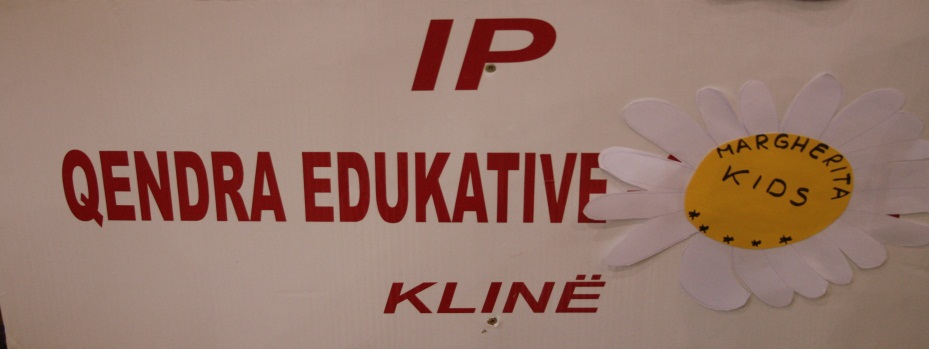 IP
QENDRA EDUKATIVE
KLINË
MARGHERITA
KIDS